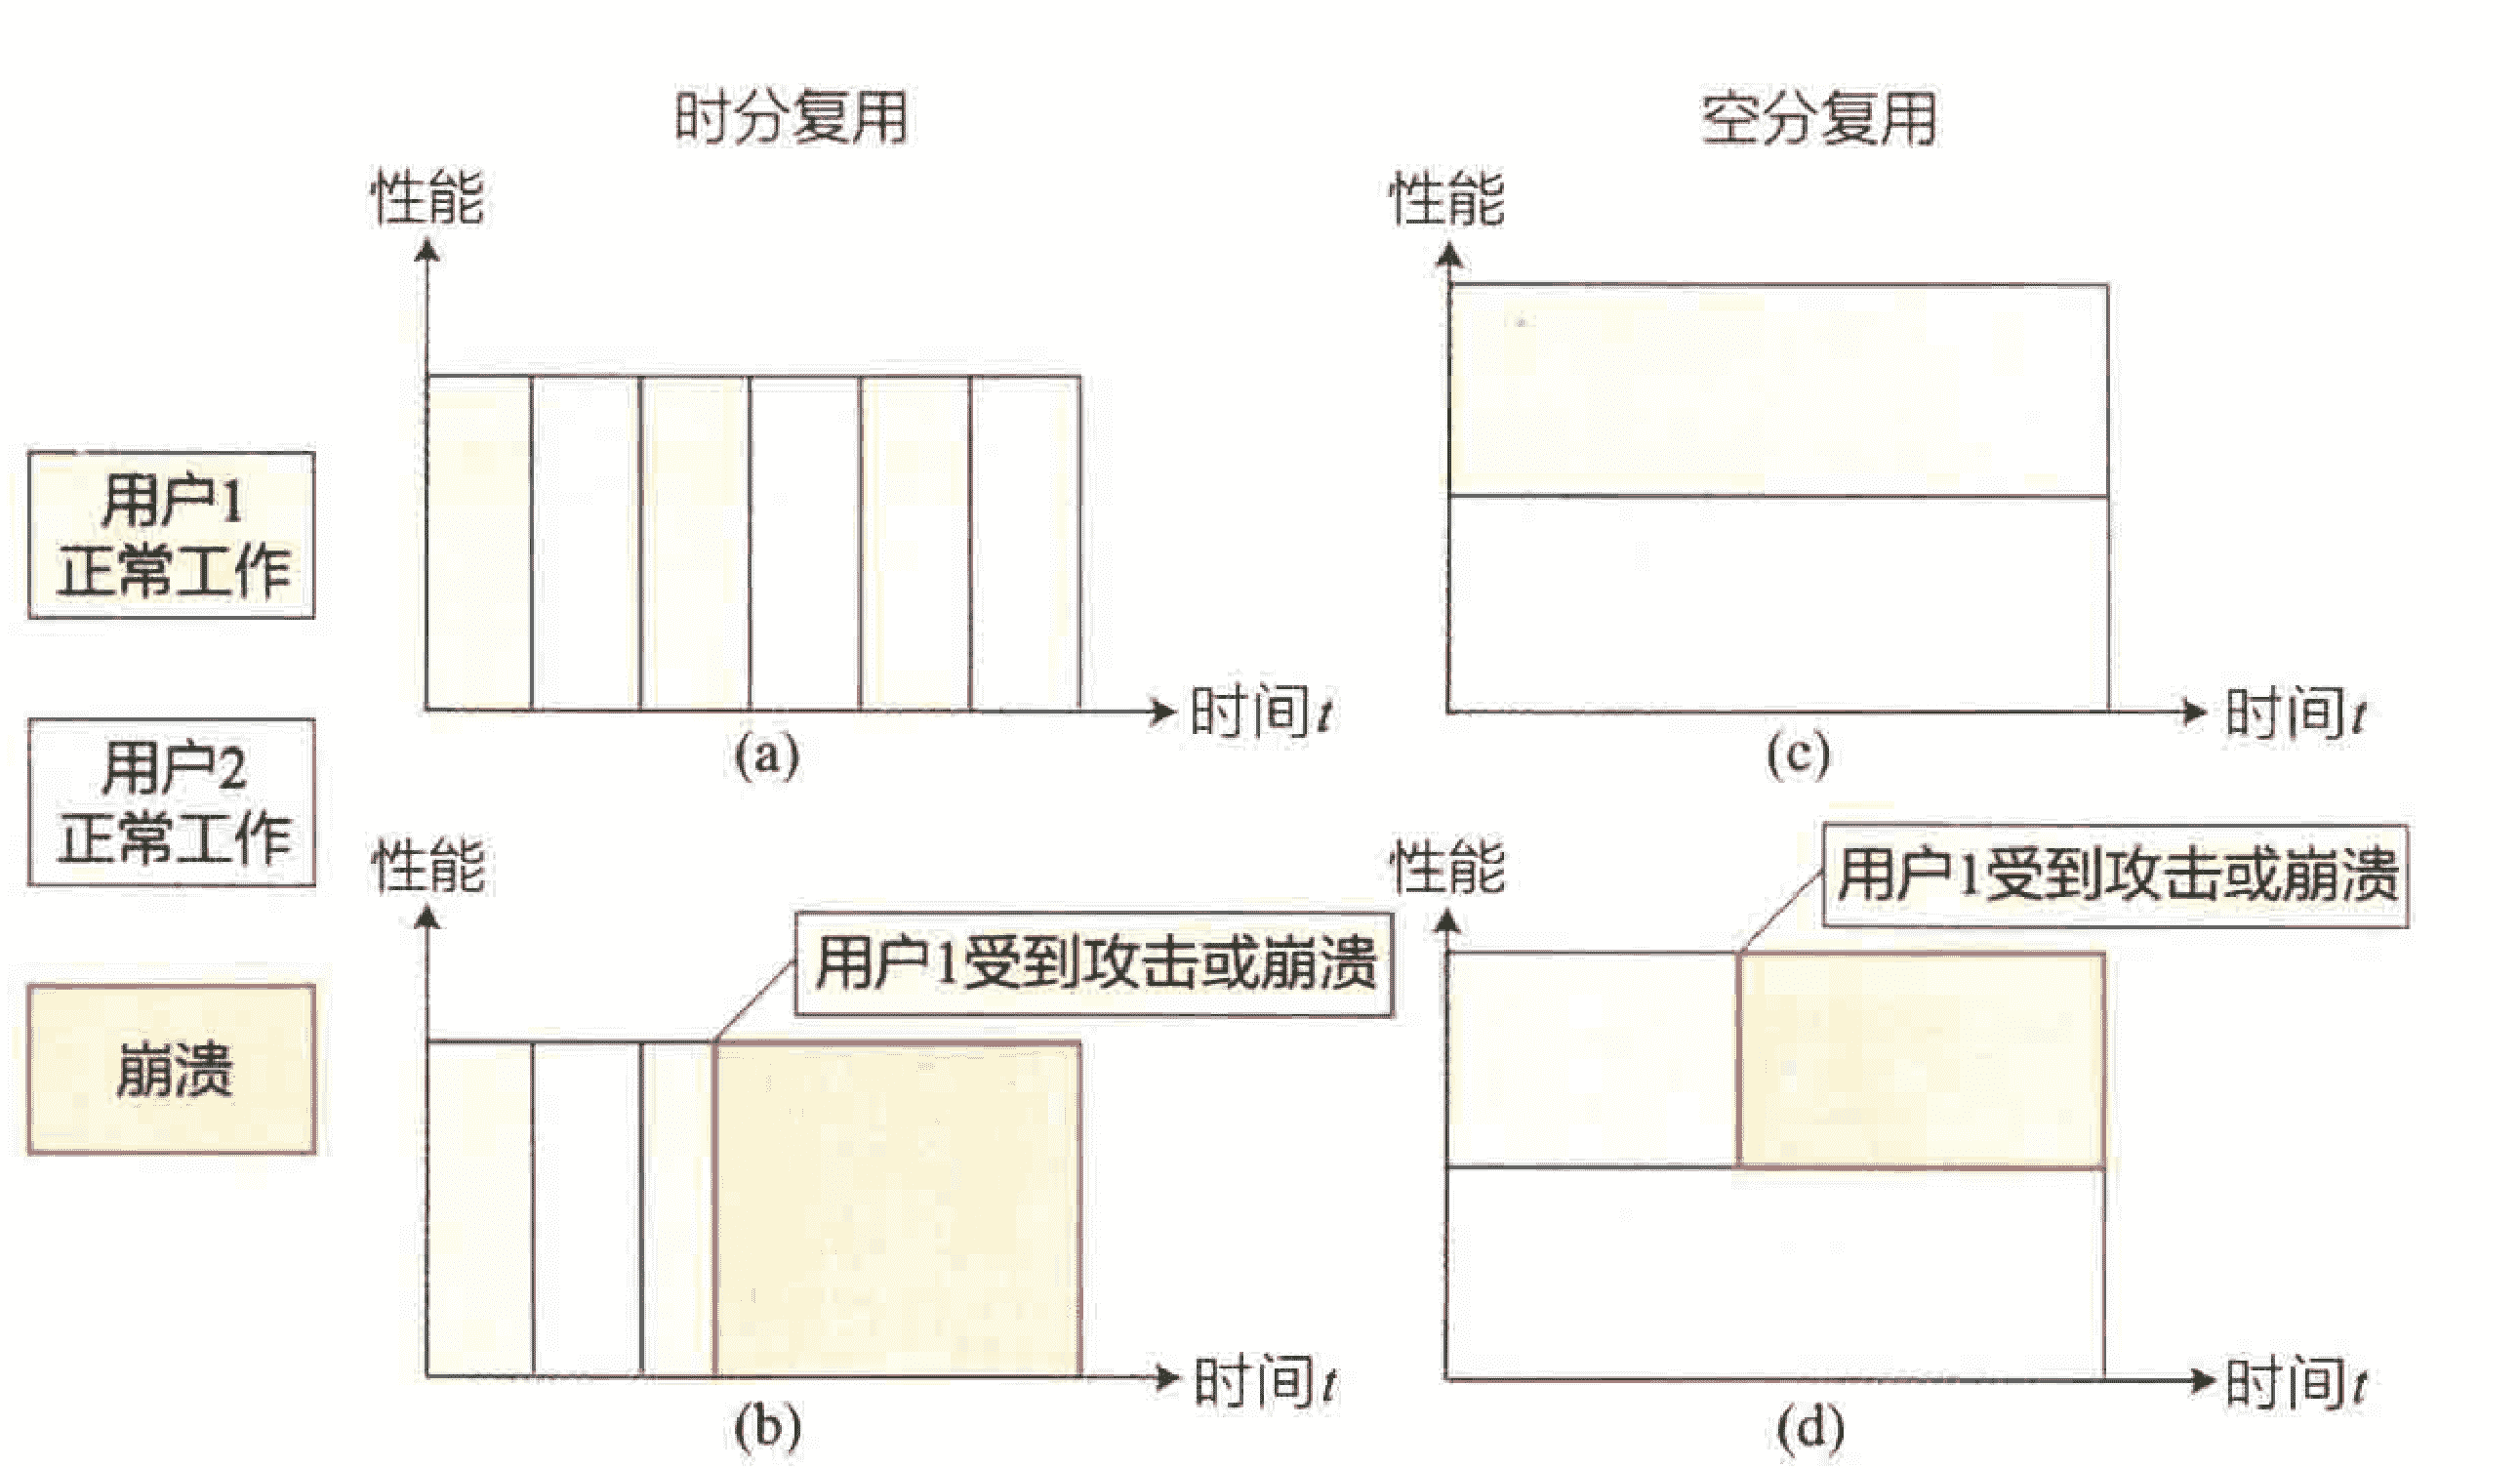 时分复用
空分复用
性能
性能
用户1
正常工作
时间t
(a)
时间t
(c)
用户2
正常工作
性能
用户1受到攻击或崩溃
性能
用户1受到攻击或崩溃
崩溃
时间t
(b)
时间t
(d)